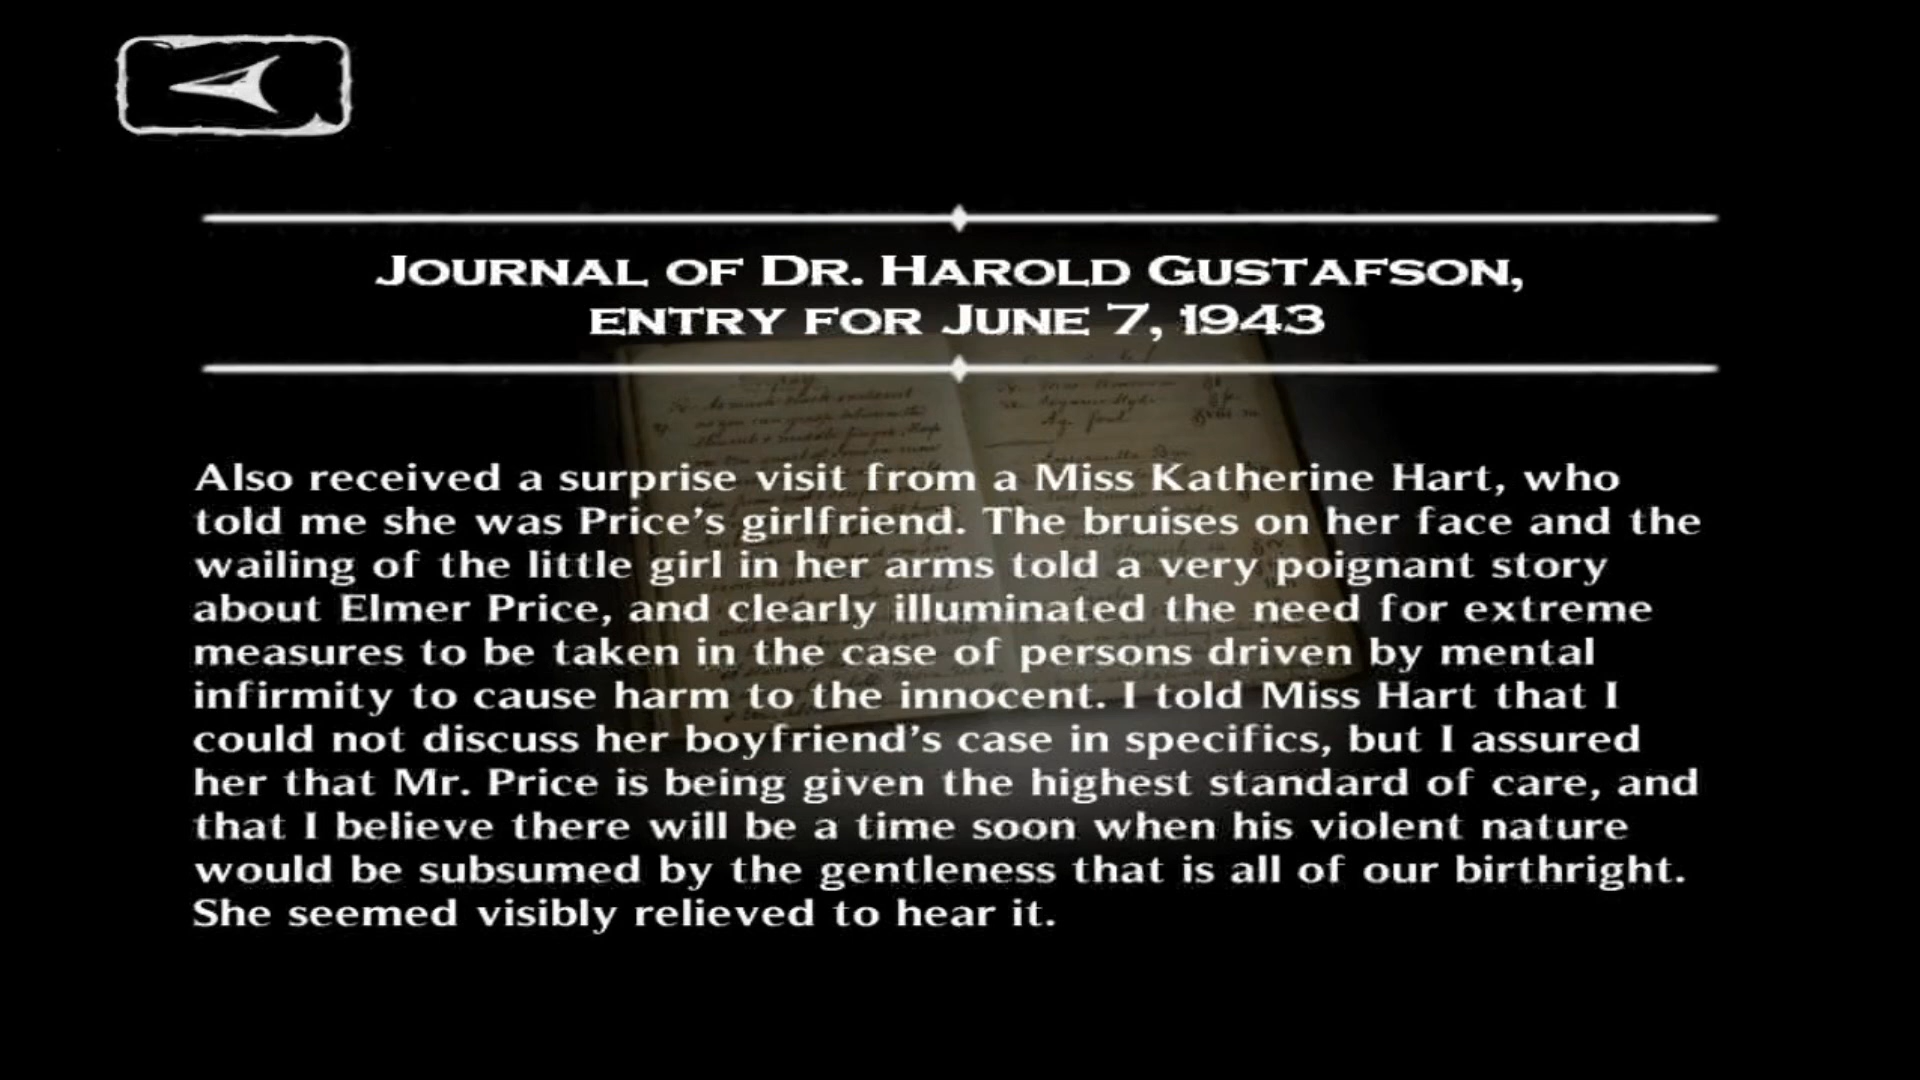 Journal of Dr. Harold Gustafson,
entry for June 7, 1943
Also received a surprise visit from a Miss Katherine Hart, who
told me she was Price's girlfriend. The bruises on her face and the
wailing of the little girl in her arms told a very poignant story
about Elmer Price, and clearly illuminated the need for extreme
measures to be taken in the case of persons driven by mental
infirmity to cause harm to the innocent. I told Miss Hart that I
could not discuss her boyfriend's case in specifics, but I assured
her that Mr. Price is being given the highest standard of care, and
that I believe there will be a time soon when his violent nature
would be subsumed by the gentleness that is all of our birthright.
She seemed visibly relieved to hear it.